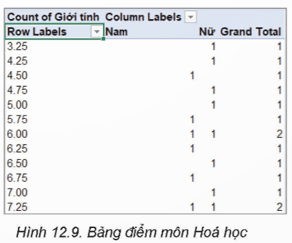 Count of Giới tính Column Labels
Row Labels Nam Nữ Grand Total
3.25 1 1
4.25 1 1
4.50 1 1
4.75 1 1
5.00 1 1
5.75 1 1
6.00 1 1 2
6.25 1 1
6.50 1 1
6.75 1 1
7.00 1 1
7.25 1 1 2
Hình 12.9. Bảng điểm môn Hoá học